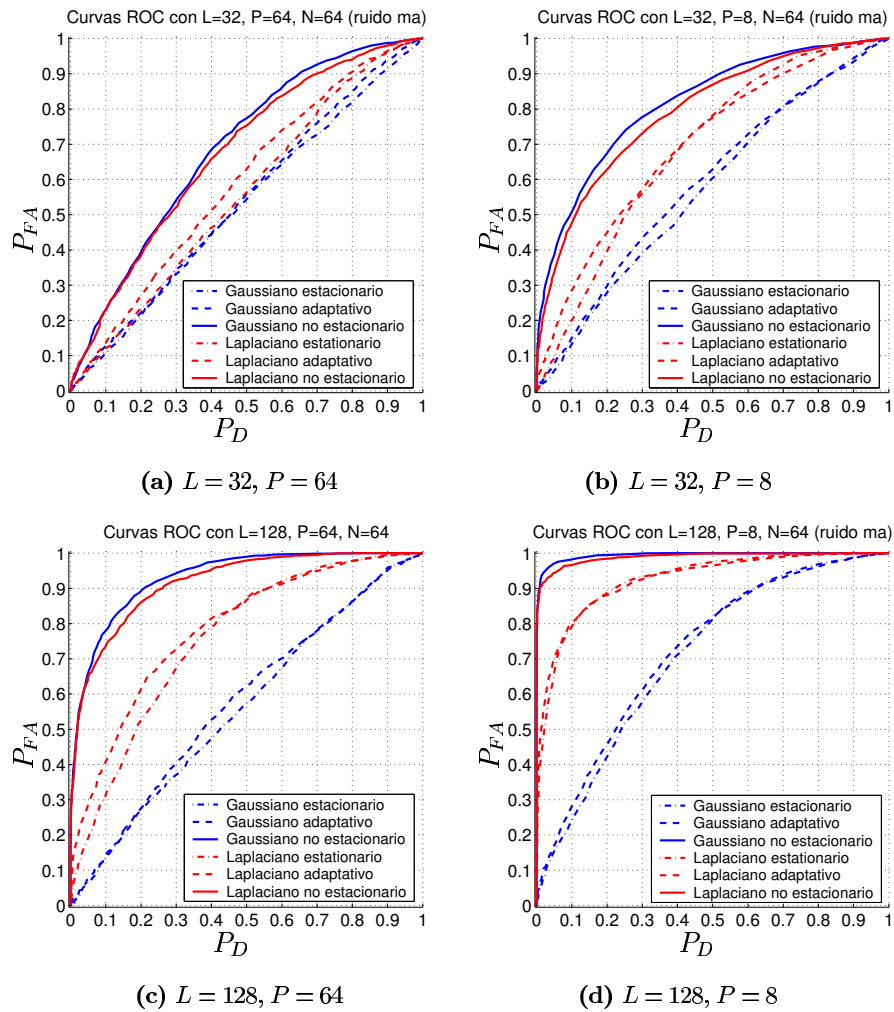 Curvas ROC con L=32, P=64, N=64 (ruido ma)
1
0.9
0.8
0.7
0.6
0.5
0.4
0.3
0.2
0.1
0
P_FA
Gaussiano estacionario
Gaussiano adaptativo
Gaussiano no estacionario
Laplaciano estationario
Laplaciano adaptativo
Laplaciano no estacionario
0 0.1 0.2 0.3 0.4 0.5 0.6 0.7 0.8 0.9 1
P_D
(a) L = 32, P = 64
Curvas ROC con L=32, P=8, N=64 (ruido ma)
1
0.9
0.8
0.7
0.6
0.5
0.4
0.3
0.2
0.1
0
P_FA
Gaussiano estacionario
Gaussiano adaptativo
Gaussiano no estacionario
Laplaciano estationario
Laplaciano adaptativo
Laplaciano no estacionario
0 0.1 0.2 0.3 0.4 0.5 0.6 0.7 0.8 0.9 1
P_D
(b) L = 32, P = 8
Curvas ROC con L=128, P=64, N=64
1
0.9
0.8
0.7
0.6
0.5
0.4
0.3
0.2
0.1
0
P_FA
Gaussiano estacionario
Gaussiano adaptativo
Gaussiano no estacionario
Laplaciano estationario
Laplaciano adaptativo
Laplaciano no estacionario
0 0.1 0.2 0.3 0.4 0.5 0.6 0.7 0.8 0.9 1
P_D
(c) L = 128, P = 64
Curvas ROC con L=128, P=8, N=64 (ruido ma)
1
0.9
0.8
0.7
0.6
0.5
0.4
0.3
0.2
0.1
0
P_FA
Gaussiano estacionario
Gaussiano adaptativo
Gaussiano no estacionario
Laplaciano estationario
Laplaciano adaptativo
Laplaciano no estacionario
0 0.1 0.2 0.3 0.4 0.5 0.6 0.7 0.8 0.9 1
P_D
(d) L = 128, P = 8